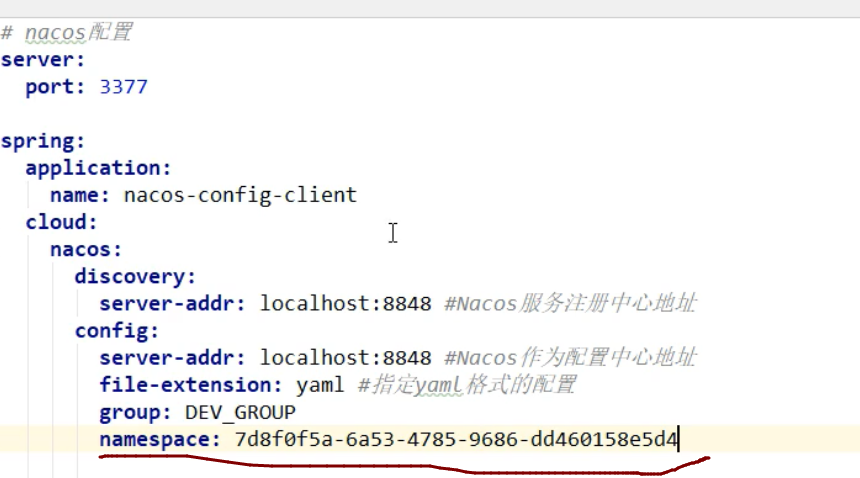 # nacos配置
server:
  port: 3377

spring:
  application:
    name: nacos-config-client
  cloud:
    nacos:
      discovery:
        server-addr: localhost:8848 #Nacos服务注册中心地址
      config:
        server-addr: localhost:8848 #Nacos作为配置中心地址
        file-extension: yaml #指定yaml格式的配置
        group: DEV_GROUP
        namespace: 7d8f0f5a-6a53-4785-9686-dd460158e5d4